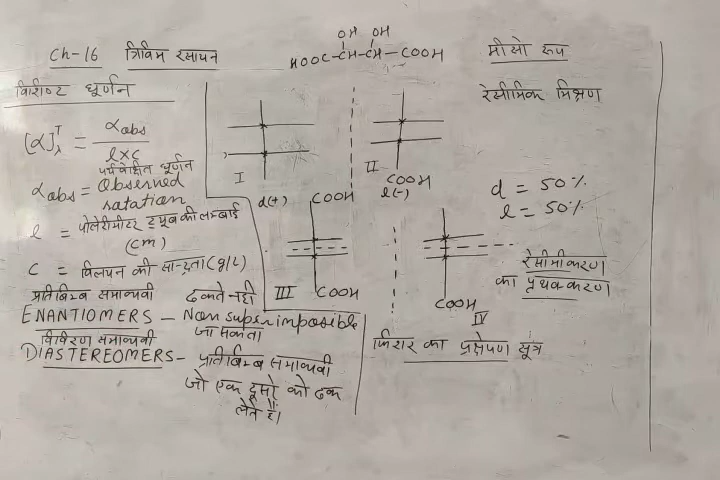 Ch-16 त्रिविम रसायन
OH OH
HOOC-CH-CH-COOH
मीसो रूप
विशिष्ट घूर्णन
रेसीमिक मिश्रण
[α]Tλ = αobs / l×c
पर्यवेक्षित घूर्णन
αobs = Observed
ratation
l = पोलेरीमीटर ट्यूब की लम्बाई
(cm)
C = विलयन की सान्द्रता (g/L)
I
II
COOH
d(+)
COOH
l(-)
III
COOH
COOH
IV
d = 50%
l = 50%
रेसीमीकरण
का पृथक्करण
प्रतिबिम्ब समावयवी ढकते नही
ENANTIOMERS - Non superimposible
जा सकता
विवरिण समावयवी
DIASTEREOMERS - प्रतिबिम्ब समावयवी
जो एक दूसरे को ढक
लेते हैं।
फिशर का प्रक्षेपण सूत्र